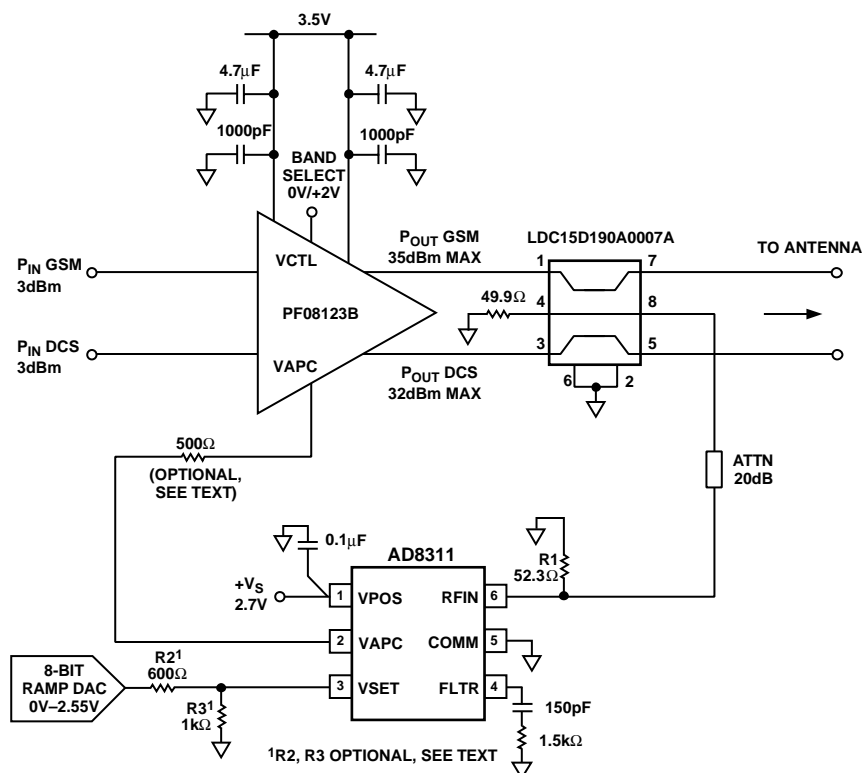 3.5V
4.7µF
4.7µF
1000pF
1000pF
BAND
SELECT
0V/+2V
P_IN GSM
3dBm
VCTL
PF08123B
VAPC
P_IN DCS
3dBm
P_OUT GSM
35dBm MAX
LDC15D190A0007A
TO ANTENNA
49.9Ω
1
7
4
8
3
5
6
2
P_OUT DCS
32dBm MAX
500Ω
(OPTIONAL,
SEE TEXT)
ATTN
20dB
0.1µF
AD8311
R1
52.3Ω
+V_S
2.7V
1
VPOS
RFIN
6
2
VAPC
COMM
5
3
VSET
FLTR
4
8-BIT
RAMP DAC
0V–2.55V
R2¹
600Ω
R3¹
1kΩ
150pF
1.5kΩ
¹R2, R3 OPTIONAL, SEE TEXT